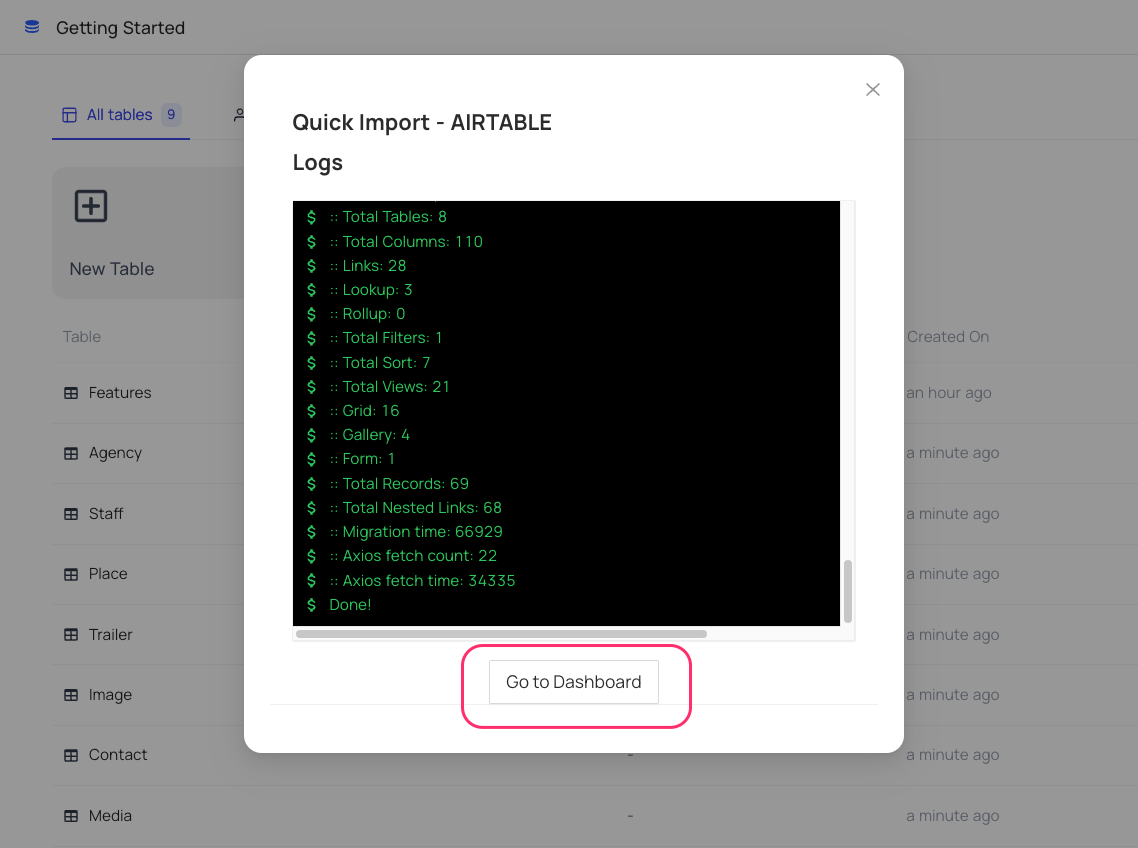 Getting Started
All tables 9
New Table
Table
Created On
Features
an hour ago
Agency
a minute ago
Staff
a minute ago
Place
a minute ago
Trailer
a minute ago
Image
a minute ago
Contact
-
a minute ago
Media
-
a minute ago
Quick Import - AIRTABLE
Logs
$ :: Total Tables: 8
$ :: Total Columns: 110
$ :: Links: 28
$ :: Lookup: 3
$ :: Rollup: 0
$ :: Total Filters: 1
$ :: Total Sort: 7
$ :: Total Views: 21
$ :: Grid: 16
$ :: Gallery: 4
$ :: Form: 1
$ :: Total Records: 69
$ :: Total Nested Links: 68
$ :: Migration time: 66929
$ :: Axios fetch count: 22
$ :: Axios fetch time: 34335
$ Done!
Go to Dashboard